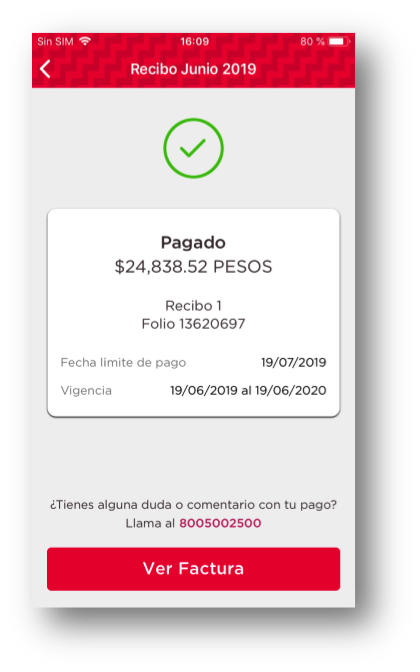 Sin SIM 16:09 80 %
Recibo Junio 2019
Pagado
$24,838.52 PESOS
Recibo 1
Folio 13620697
Fecha límite de pago 19/07/2019
Vigencia 19/06/2019 al 19/06/2020
¿Tienes alguna duda o comentario con tu pago?
Llama al 8005002500
Ver Factura